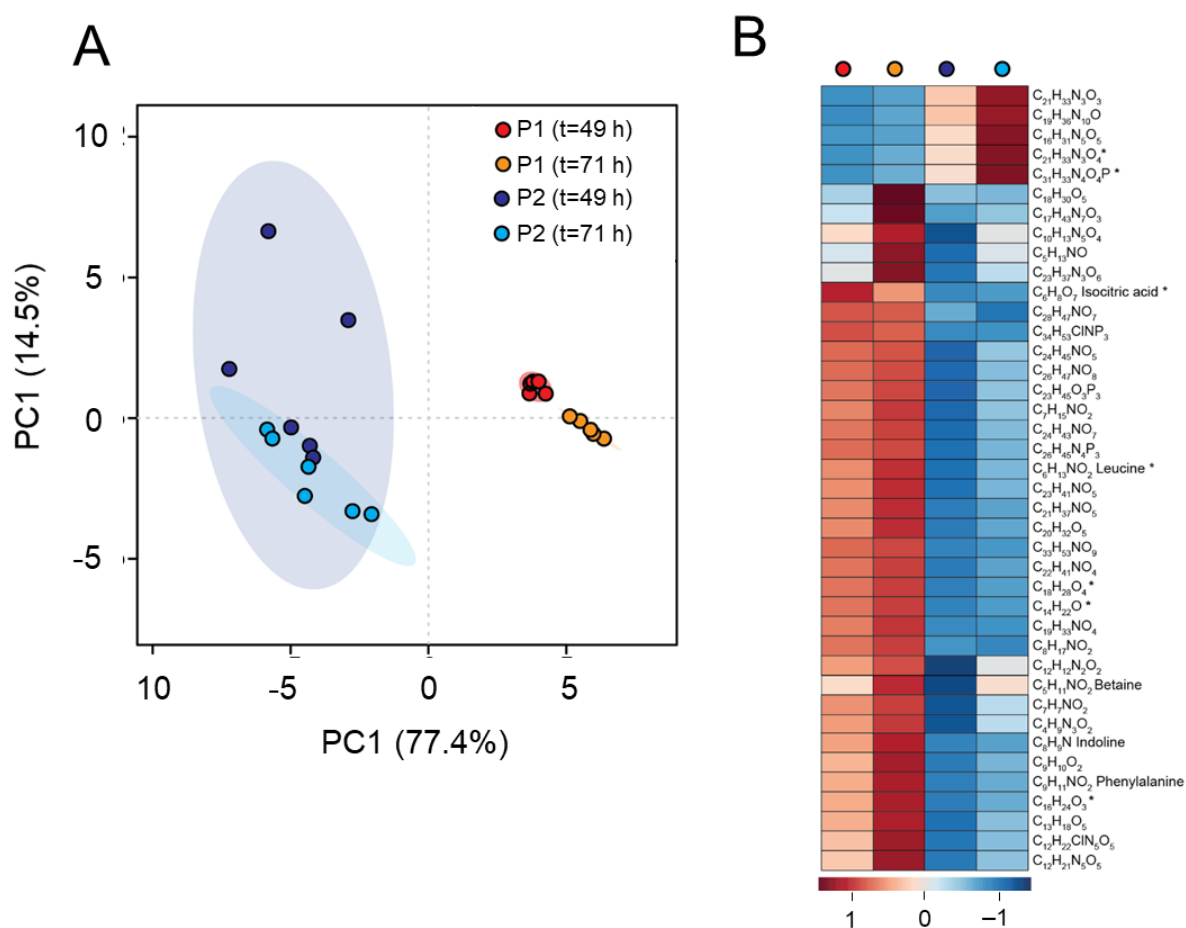 A
B
P1 (t=49 h)
P1 (t=71 h)
P2 (t=49 h)
P2 (t=71 h)
10
5
0
-5
PC1 (14.5%)
10
-5
0
5
PC1 (77.4%)
C₂₁H₃₃N₃O₃
C₁₉H₃₆N₁₀O
C₁₆H₃₁N₅O₅
C₂₁H₃₃N₃O₄*
C₃₁H₃₃N₄O₄P *
C₁₈H₃₀O₅
C₁₇H₄₃N₇O₃
C₁₀H₁₃N₅O₄
C₅H₁₃NO
C₂₃H₃₇N₃O₆
C₆H₈O₇ Isocitric acid *
C₂₈H₄₇NO₇
C₃₄H₅₃ClNP₃
C₂₄H₄₅NO₅
C₂₆H₄₇NO₈
C₂₃H₄₅O₃P₃
C₇H₁₅NO₂
C₂₄H₄₃NO₇
C₂₆H₄₅N₄P₃
C₆H₁₃NO₂ Leucine *
C₂₃H₄₁NO₅
C₂₁H₃₇NO₅
C₂₀H₃₂O₅
C₃₃H₅₃NO₉
C₂₂H₄₁NO₄
C₁₈H₂₈O₄*
C₁₄H₂₂O *
C₁₉H₃₃NO₄
C₈H₁₇NO₂
C₁₂H₁₂N₂O₂
C₅H₁₁NO₂ Betaine
C₇H₇NO₂
C₄H₉N₃O₂
C₈H₉N Indoline
C₉H₁₀O₂
C₉H₁₁NO₂ Phenylalanine
C₁₆H₂₄O₃*
C₁₃H₁₈O₅
C₁₂H₂₂ClN₅O₅
C₁₂H₂₁N₅O₅
1
0
−1